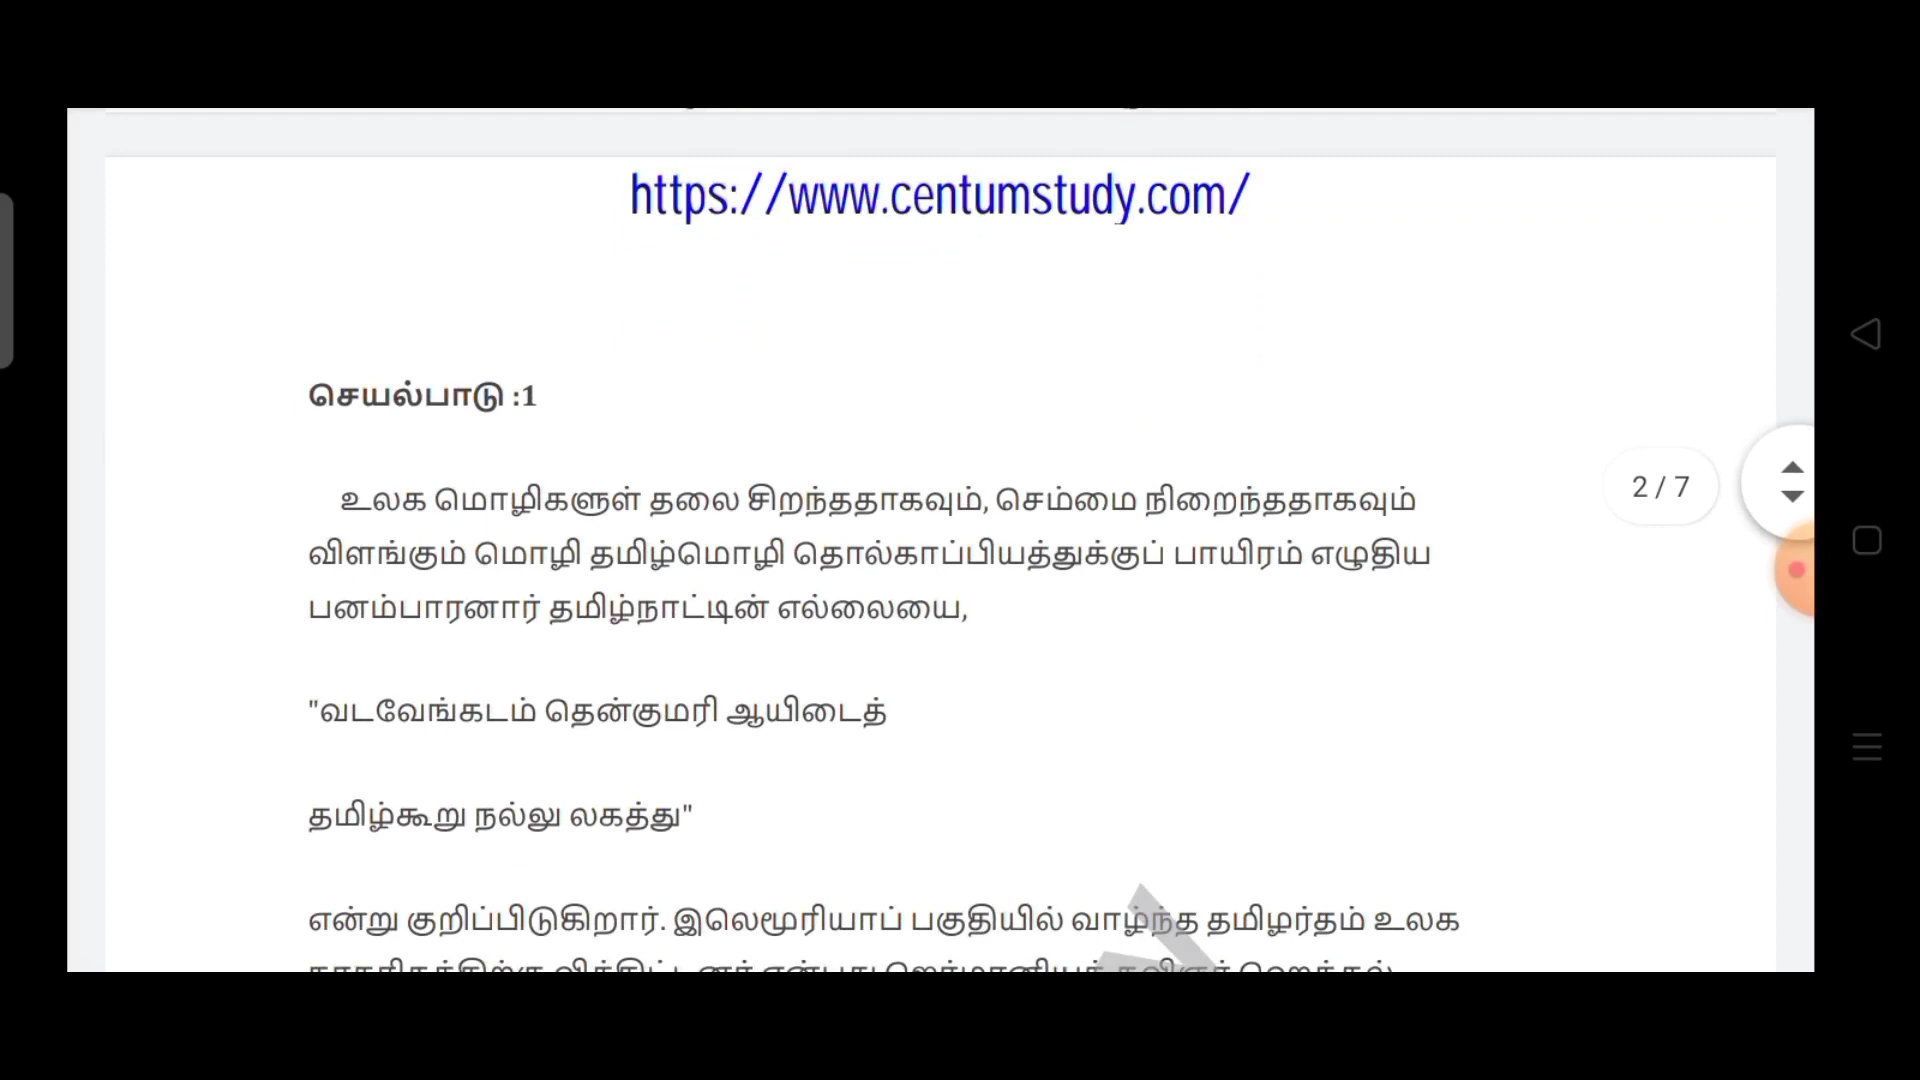 https://www.centumstudy.com/
செயல்பாடு :1
உலக மொழிகளுள் தலை சிறந்ததாகவும், செம்மை நிறைந்ததாகவும்
விளங்கும் மொழி தமிழ்மொழி தொல்காப்பியத்துக்குப் பாயிரம் எழுதிய
பனம்பாரனார் தமிழ்நாட்டின் எல்லையை,
2 / 7
"வடவேங்கடம் தென்குமரி ஆயிடைத்
தமிழ்கூறு நல்லு லகத்து"
என்று குறிப்பிடுகிறார். இலெமூரியாப் பகுதியில் வாழ்ந்த தமிழர்தம் உலக